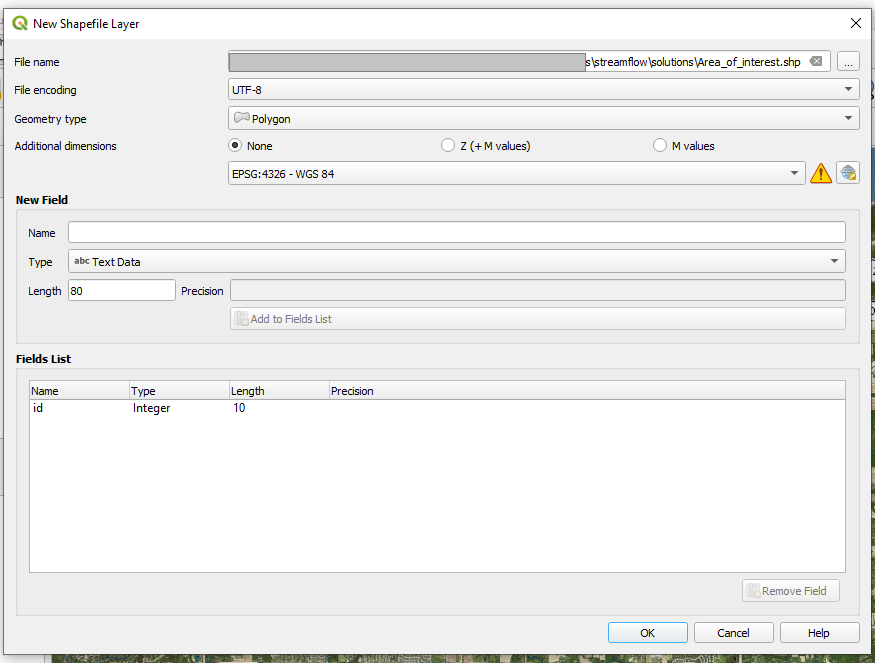 New Shapefile Layer
File name s\streamflow\solutions\Area_of_interest.shp ...
File encoding UTF-8
Geometry type Polygon
Additional dimensions None Z (+ M values) M values
EPSG:4326 - WGS 84
New Field
Name
Type abc Text Data
Length 80 Precision
Add to Fields List
Fields List
Name Type Length Precision
id Integer 10
Remove Field
OK Cancel Help